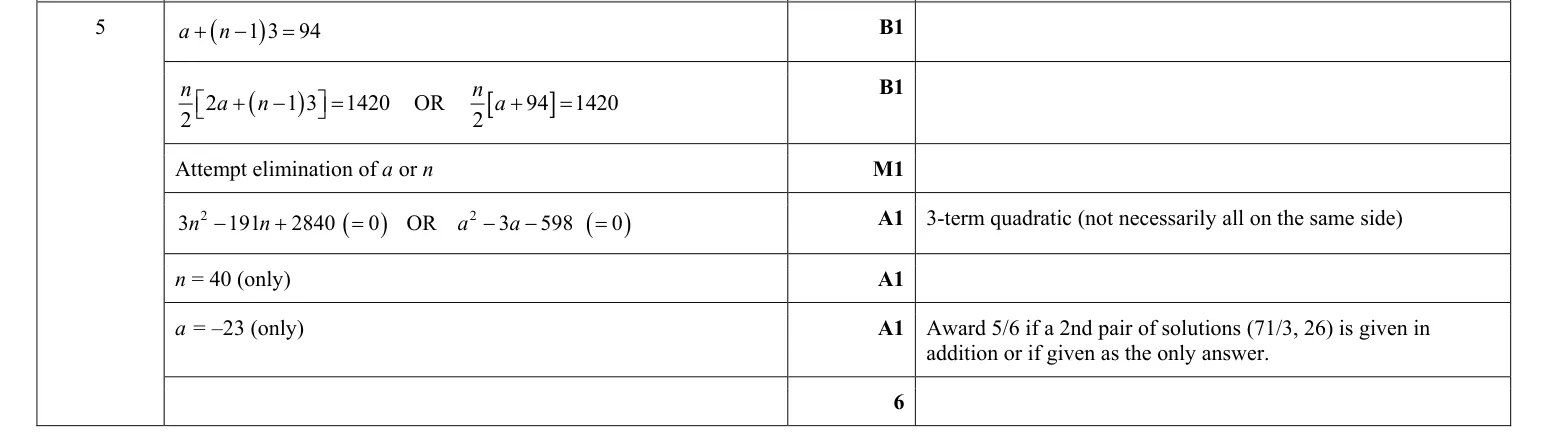 5 a+(n−1)3=94 B1
n/2[2a+(n−1)3]=1420 OR n/2[a+94]=1420 B1
Attempt elimination of a or n M1
3n²−191n+2840 (=0) OR a²−3a−598 (=0) A1 3-term quadratic (not necessarily all on the same side)
n = 40 (only) A1
a = –23 (only) A1 Award 5/6 if a 2nd pair of solutions (71/3, 26) is given in
addition or if given as the only answer.
6